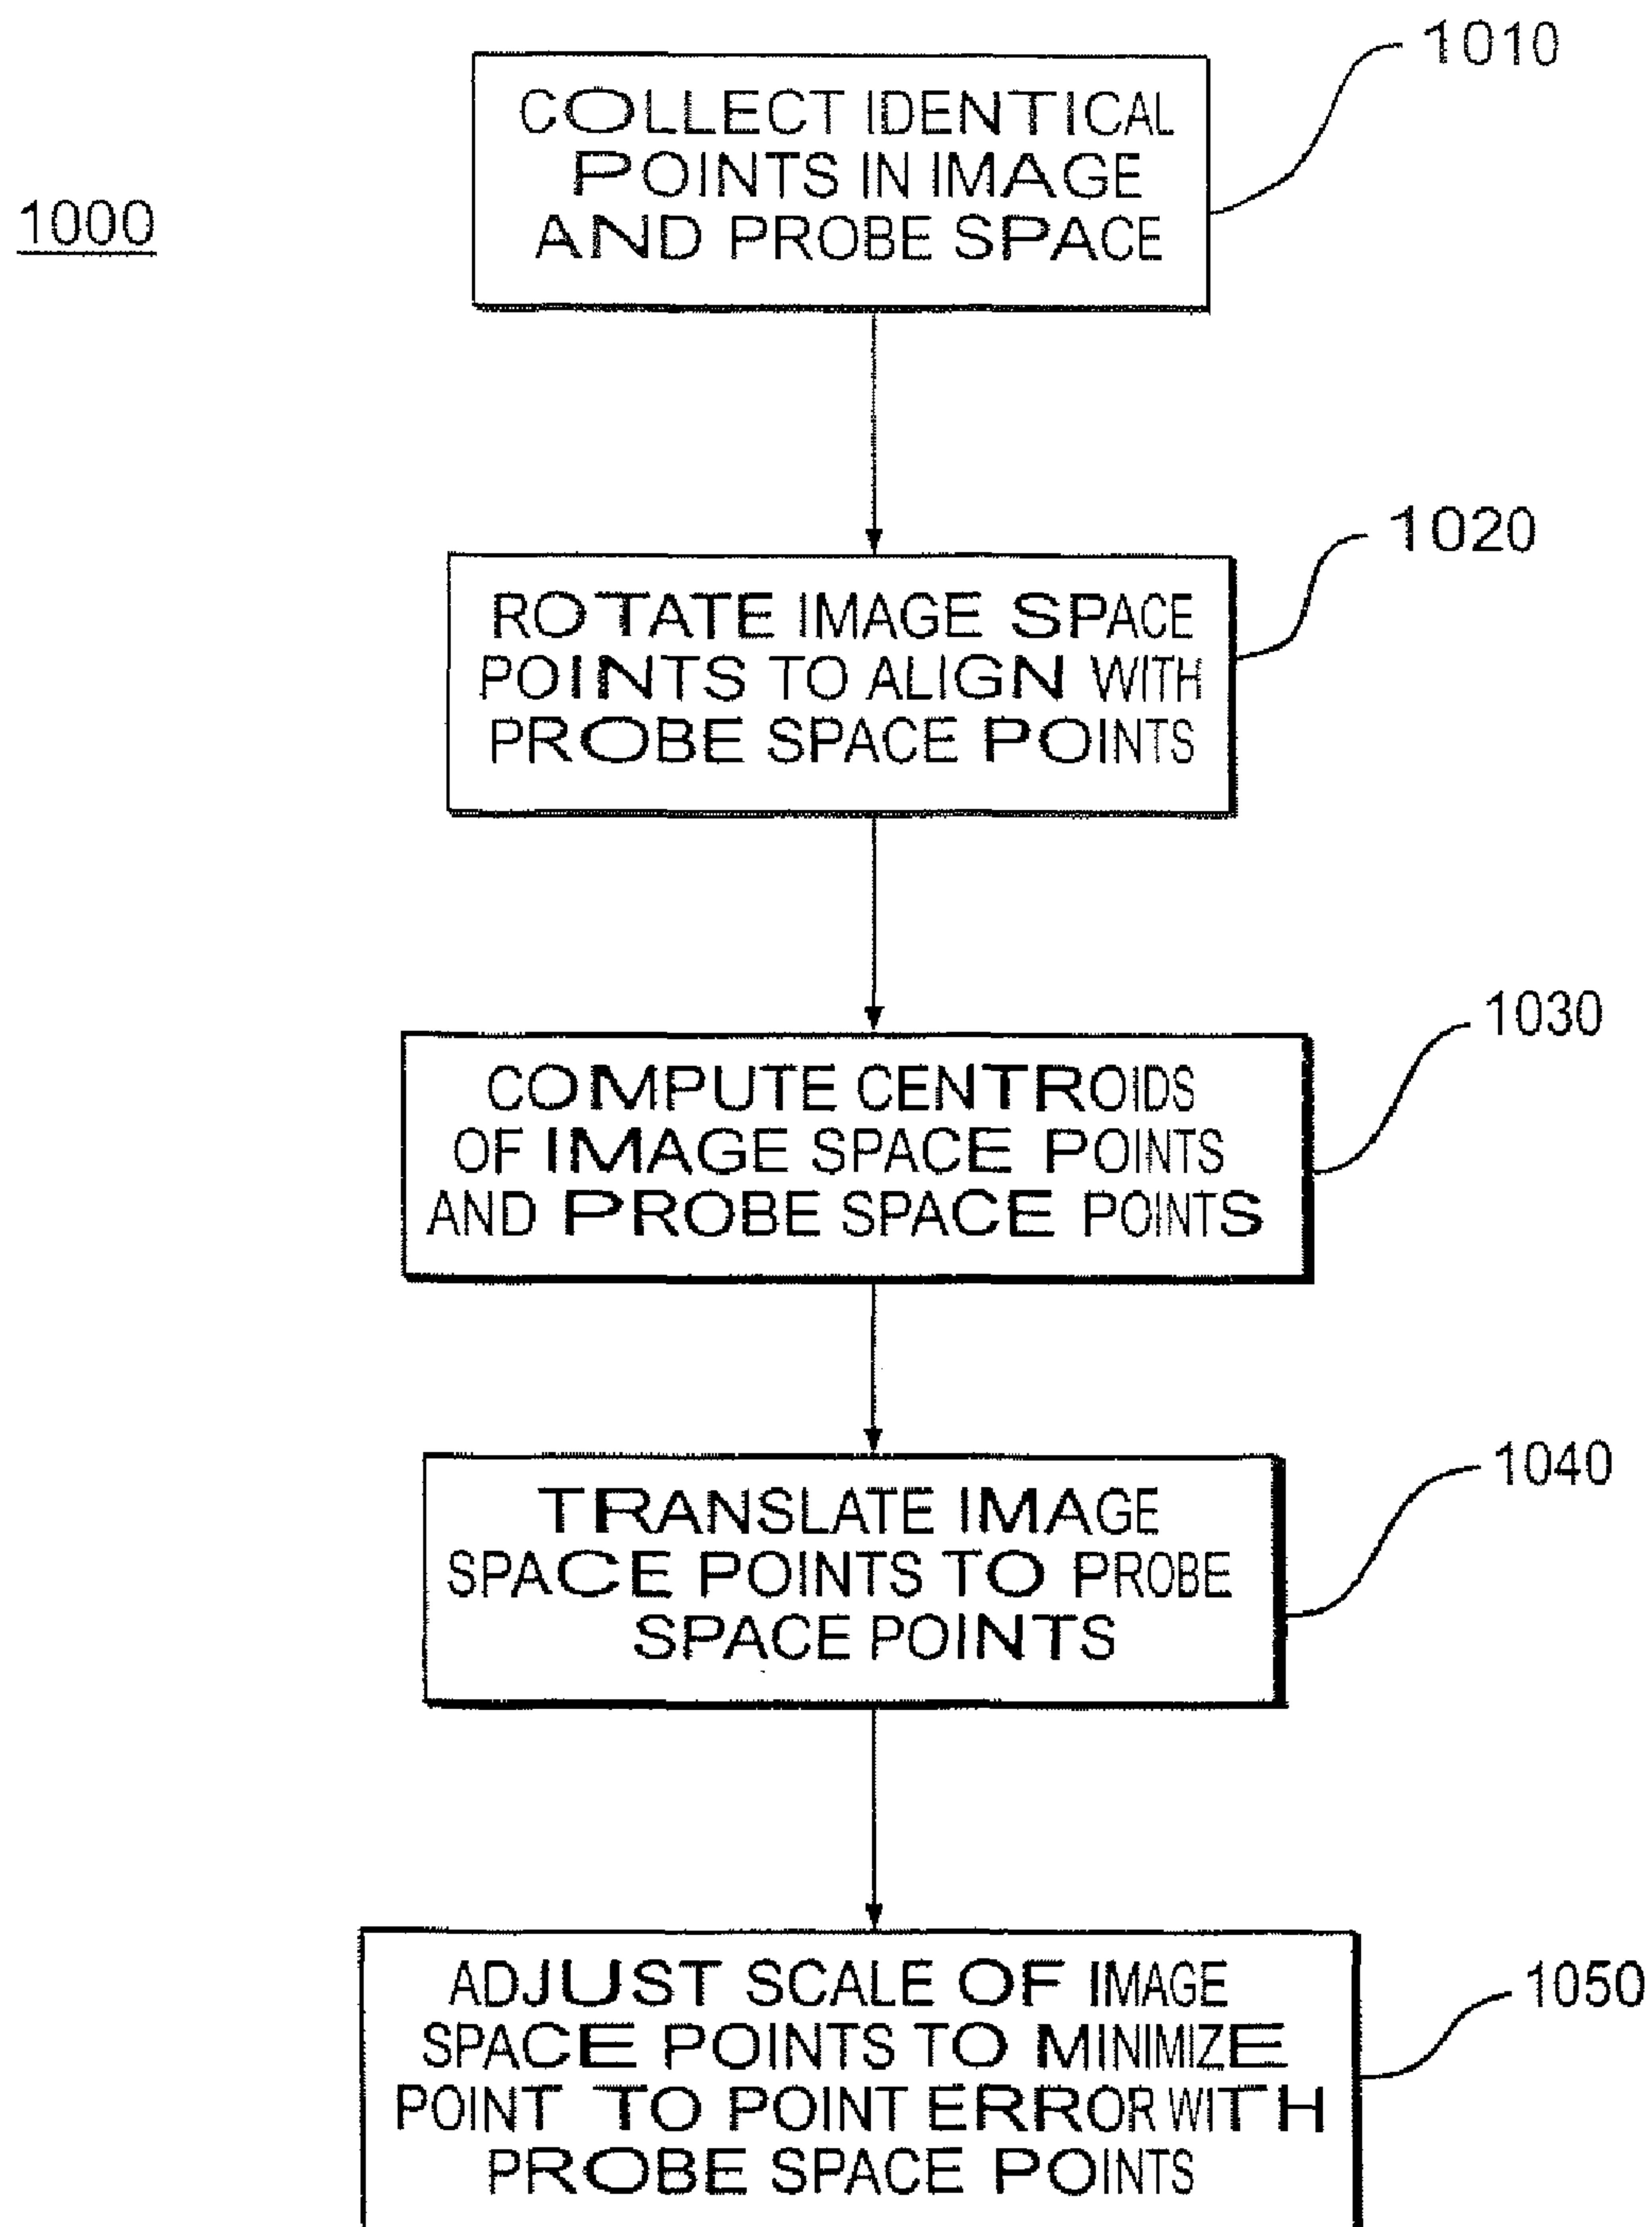 1000
1010
COLLECT IDENTICAL
POINTS IN IMAGE
AND PROBE SPACE
1020
ROTATE IMAGE SPACE
POINTS TO ALIGN WITH
PROBE SPACE POINTS
1030
COMPUTE CENTROIDS
OF IMAGE SPACE POINTS
AND PROBE SPACE POINTS
1040
TRANSLATE IMAGE
SPACE POINTS TO PROBE
SPACE POINTS
1050
ADJUST SCALE OF IMAGE
SPACE POINTS TO MINIMIZE
POINT TO POINT ERROR WITH
PROBE SPACE POINTS